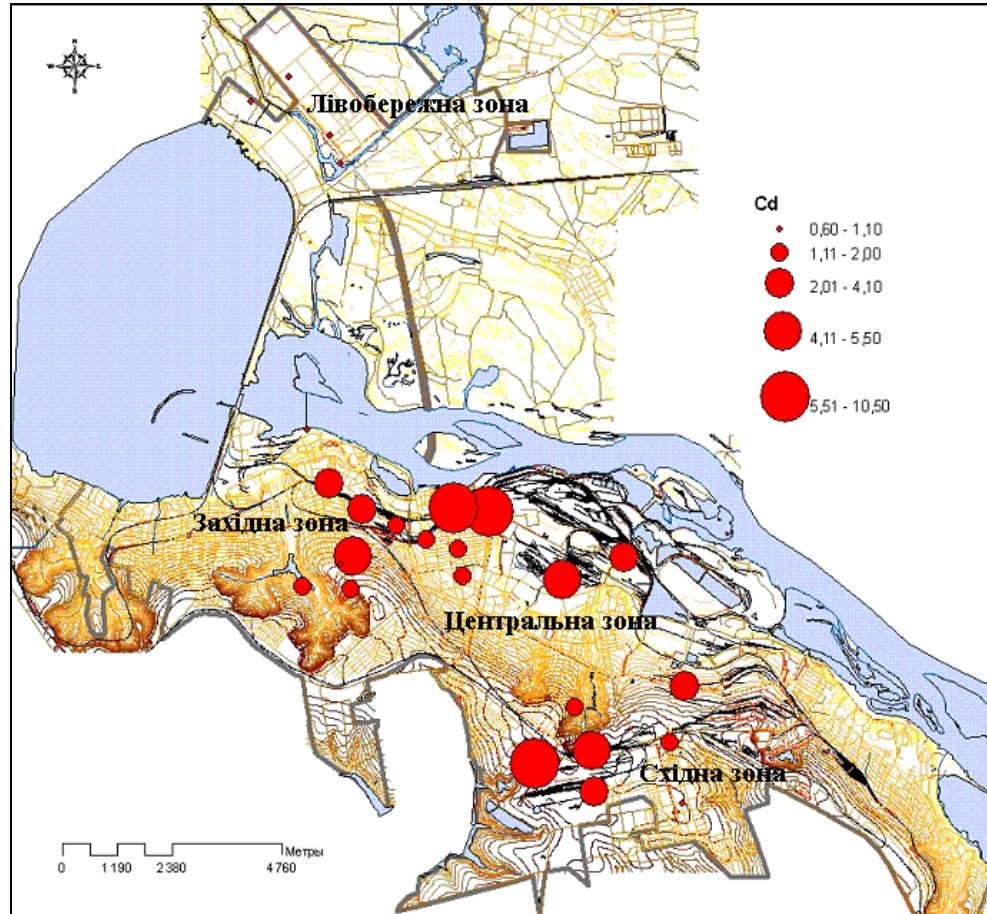 N
W E
S
Лівобережна зона
Cd
0,60 - 1,10
1,11 - 2,00
2,01 - 4,10
4,11 - 5,50
5,51 - 10,50
Західна зона
Центральна зона
Східна зона
Метры
0 1 190 2 380 4 760